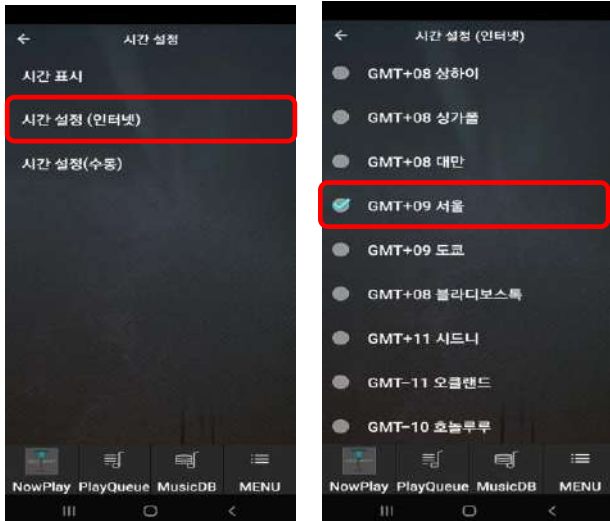 시간 설정
시간 표시
시간 설정 (인터넷)
시간 설정(수동)
NowPlay PlayQueue MusicDB MENU
시간 설정 (인터넷)
GMT+08 상하이
GMT+08 싱가폴
GMT+08 대만
GMT+09 서울
GMT+09 도쿄
GMT+08 블라디보스톡
GMT+11 시드니
GMT-11 오클랜드
GMT-10 호놀루루
NowPlay PlayQueue MusicDB MENU